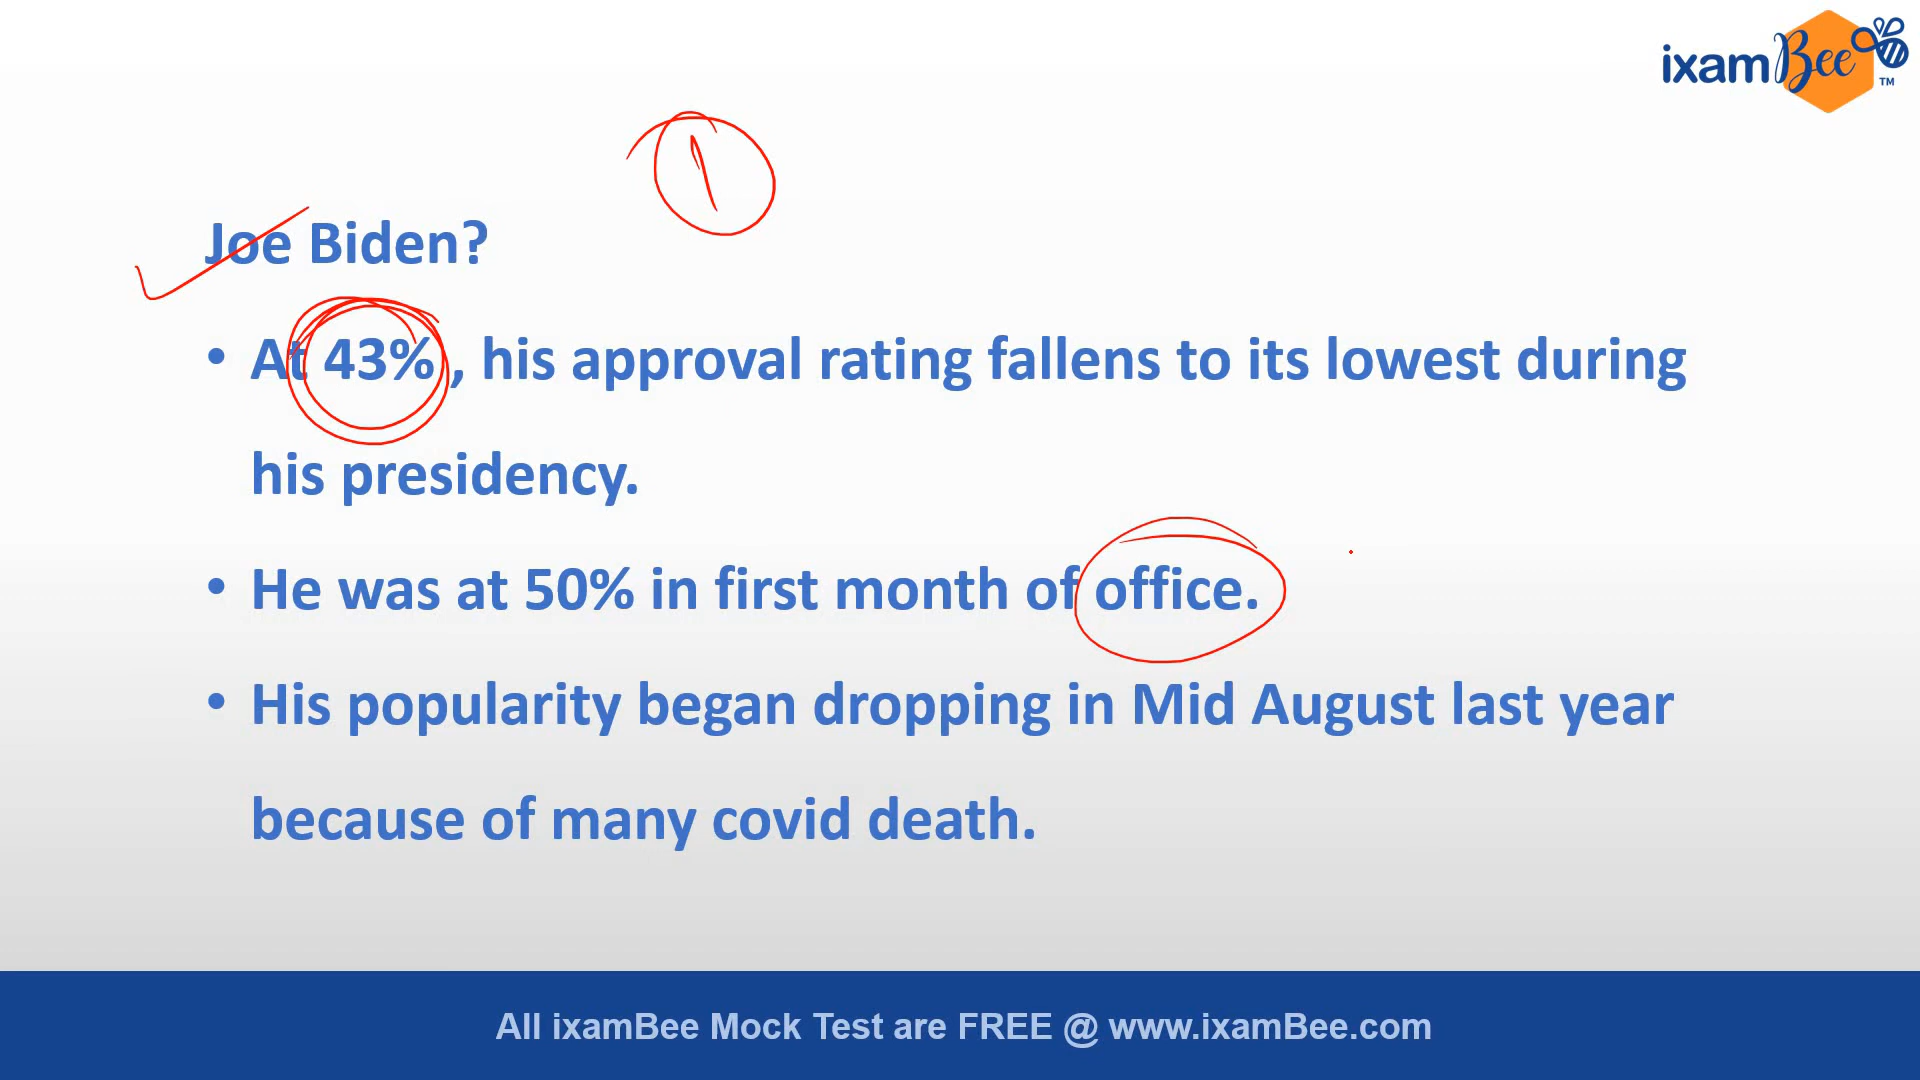 ixamBee™
1
Joe Biden?
• At 43% , his approval rating fallens to its lowest during
his presidency.
• He was at 50% in first month of office.
• His popularity began dropping in Mid August last year
because of many covid death.
All ixamBee Mock Test are FREE @ www.ixamBee.com